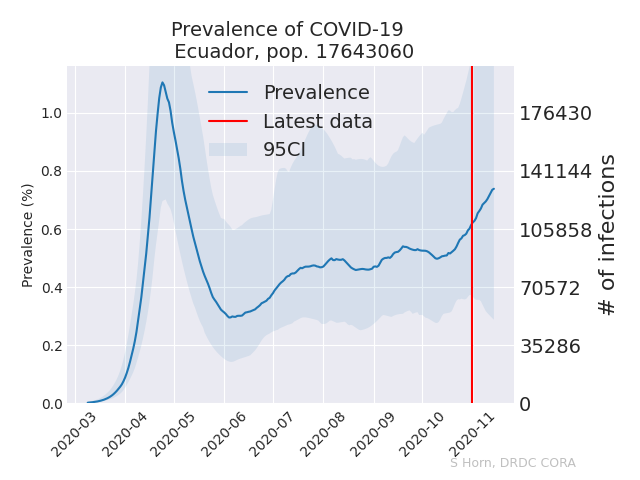 Prevalence of COVID-19
Ecuador, pop. 17643060
Prevalence
Latest data
95CI
Prevalence (%)
1.0
0.8
0.6
0.4
0.2
0.0
176430
141144
105858
70572
35286
0
# of infections
2020-03
2020-04
2020-05
2020-06
2020-07
2020-08
2020-09
2020-10
2020-11
S Horn, DRDC CORA